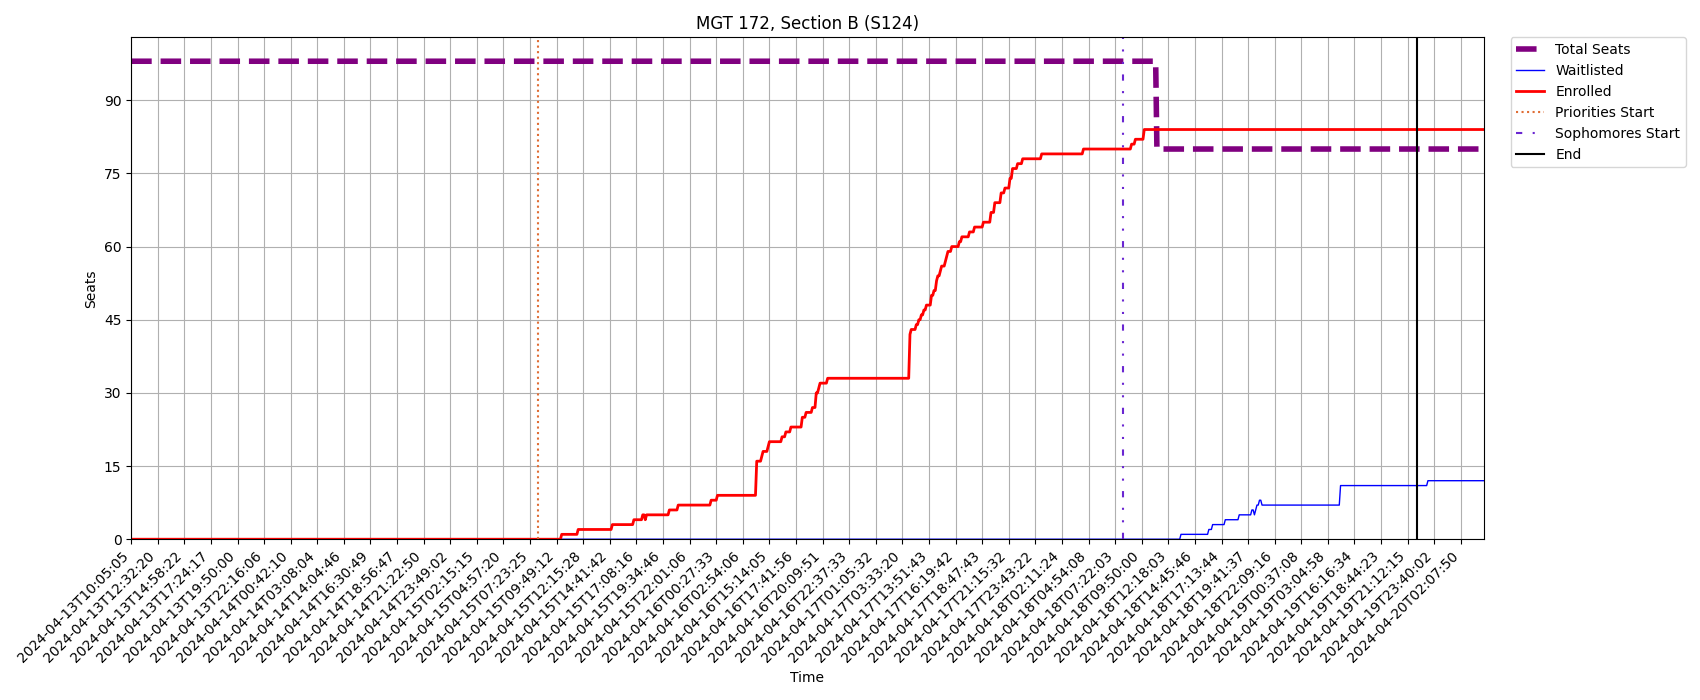 MGT 172, Section B (S124)
Total Seats
Waitlisted
Enrolled
Priorities Start
Sophomores Start
End
Seats
90
75
60
45
30
15
0
2024-04-13T10:05:05
2024-04-13T12:32:20
2024-04-13T14:58:22
2024-04-13T17:24:17
2024-04-13T19:50:00
2024-04-13T22:16:06
2024-04-14T00:42:10
2024-04-14T03:08:04
2024-04-14T14:04:46
2024-04-14T16:30:49
2024-04-14T18:56:47
2024-04-14T21:22:50
2024-04-14T23:49:02
2024-04-15T02:15:15
2024-04-15T04:57:20
2024-04-15T07:23:25
2024-04-15T09:49:12
2024-04-15T12:15:28
2024-04-15T14:41:42
2024-04-15T17:08:16
2024-04-15T19:34:46
2024-04-15T22:01:06
2024-04-16T00:27:33
2024-04-16T02:54:06
2024-04-16T15:14:05
2024-04-16T17:41:56
2024-04-16T20:09:51
2024-04-16T22:37:33
2024-04-17T01:05:32
2024-04-17T03:33:20
2024-04-17T13:51:43
2024-04-17T16:19:42
2024-04-17T18:47:43
2024-04-17T21:15:32
2024-04-17T23:43:22
2024-04-18T02:11:24
2024-04-18T04:54:08
2024-04-18T07:22:03
2024-04-18T09:50:00
2024-04-18T12:18:03
2024-04-18T14:45:46
2024-04-18T17:13:44
2024-04-18T19:41:37
2024-04-18T22:09:16
2024-04-19T00:37:08
2024-04-19T03:04:58
2024-04-19T16:16:34
2024-04-19T18:44:23
2024-04-19T21:12:15
2024-04-19T23:40:02
2024-04-20T02:07:50
Time